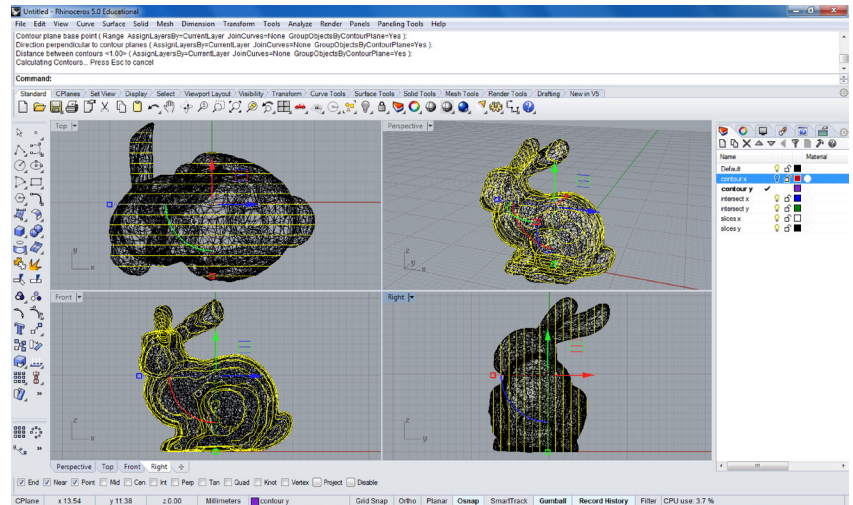 Untitled - Rhinoceros 5.0 Educational
File Edit View Curve Surface Solid Mesh Dimension Transform Tools Analyze Render Panels Paneling Tools Help
Contour plane base point ( Range AssignLayersBy=CurrentLayer JoinCurves=None GroupObjectsByContourPlane=Yes ):
Direction perpendicular to contour planes ( AssignLayersBy=CurrentLayer JoinCurves=None GroupObjectsByContourPlane=Yes ):
Distance between contours <1.00> ( AssignLayersBy=CurrentLayer JoinCurves=None GroupObjectsByContourPlane=Yes ):
Calculating Contours... Press Esc to cancel
Command:
Standard CPlanes Set View Display Select Viewport Layout Visibility Transform Curve Tools Surface Tools Solid Tools Mesh Tools Render Tools Drafting New in V5
Top
Perspective
Name Material
Default
contour x
contour y
intersect x
intersect y
slices x
slices y
y
x
z
y
Front
Right
z
x
z
y
Perspective Top Front Right
End Near Point Mid Cen Int Perp Tan Quad Knot Vertex Project Disable
CPlane x 13.54 y 11.38 z 0.00 Millimeters contour y Grid Snap Ortho Planar Osnap SmartTrack Gumball Record History Filter CPU use: 3.7 %